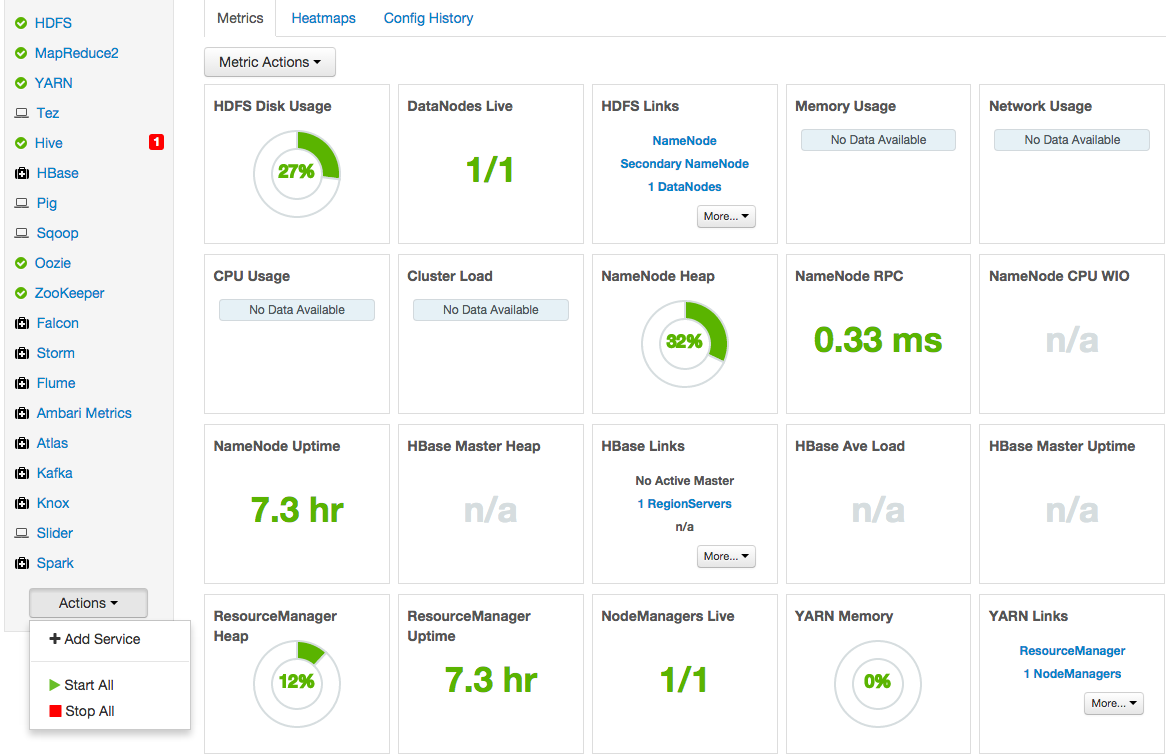 HDFS
MapReduce2
YARN
Tez
Hive 1
HBase
Pig
Sqoop
Oozie
ZooKeeper
Falcon
Storm
Flume
Ambari Metrics
Atlas
Kafka
Knox
Slider
Spark
Actions
Add Service
Start All
Stop All
Metrics Heatmaps Config History
Metric Actions
HDFS Disk Usage
27%
DataNodes Live
1/1
HDFS Links
NameNode
Secondary NameNode
1 DataNodes
More...
Memory Usage
No Data Available
Network Usage
No Data Available
CPU Usage
No Data Available
Cluster Load
No Data Available
NameNode Heap
32%
NameNode RPC
0.33 ms
NameNode CPU WIO
n/a
NameNode Uptime
7.3 hr
HBase Master Heap
n/a
HBase Links
No Active Master
1 RegionServers
n/a
More...
HBase Ave Load
n/a
HBase Master Uptime
n/a
ResourceManager
Heap
12%
ResourceManager
Uptime
7.3 hr
NodeManagers Live
1/1
YARN Memory
0%
YARN Links
ResourceManager
1 NodeManagers
More...